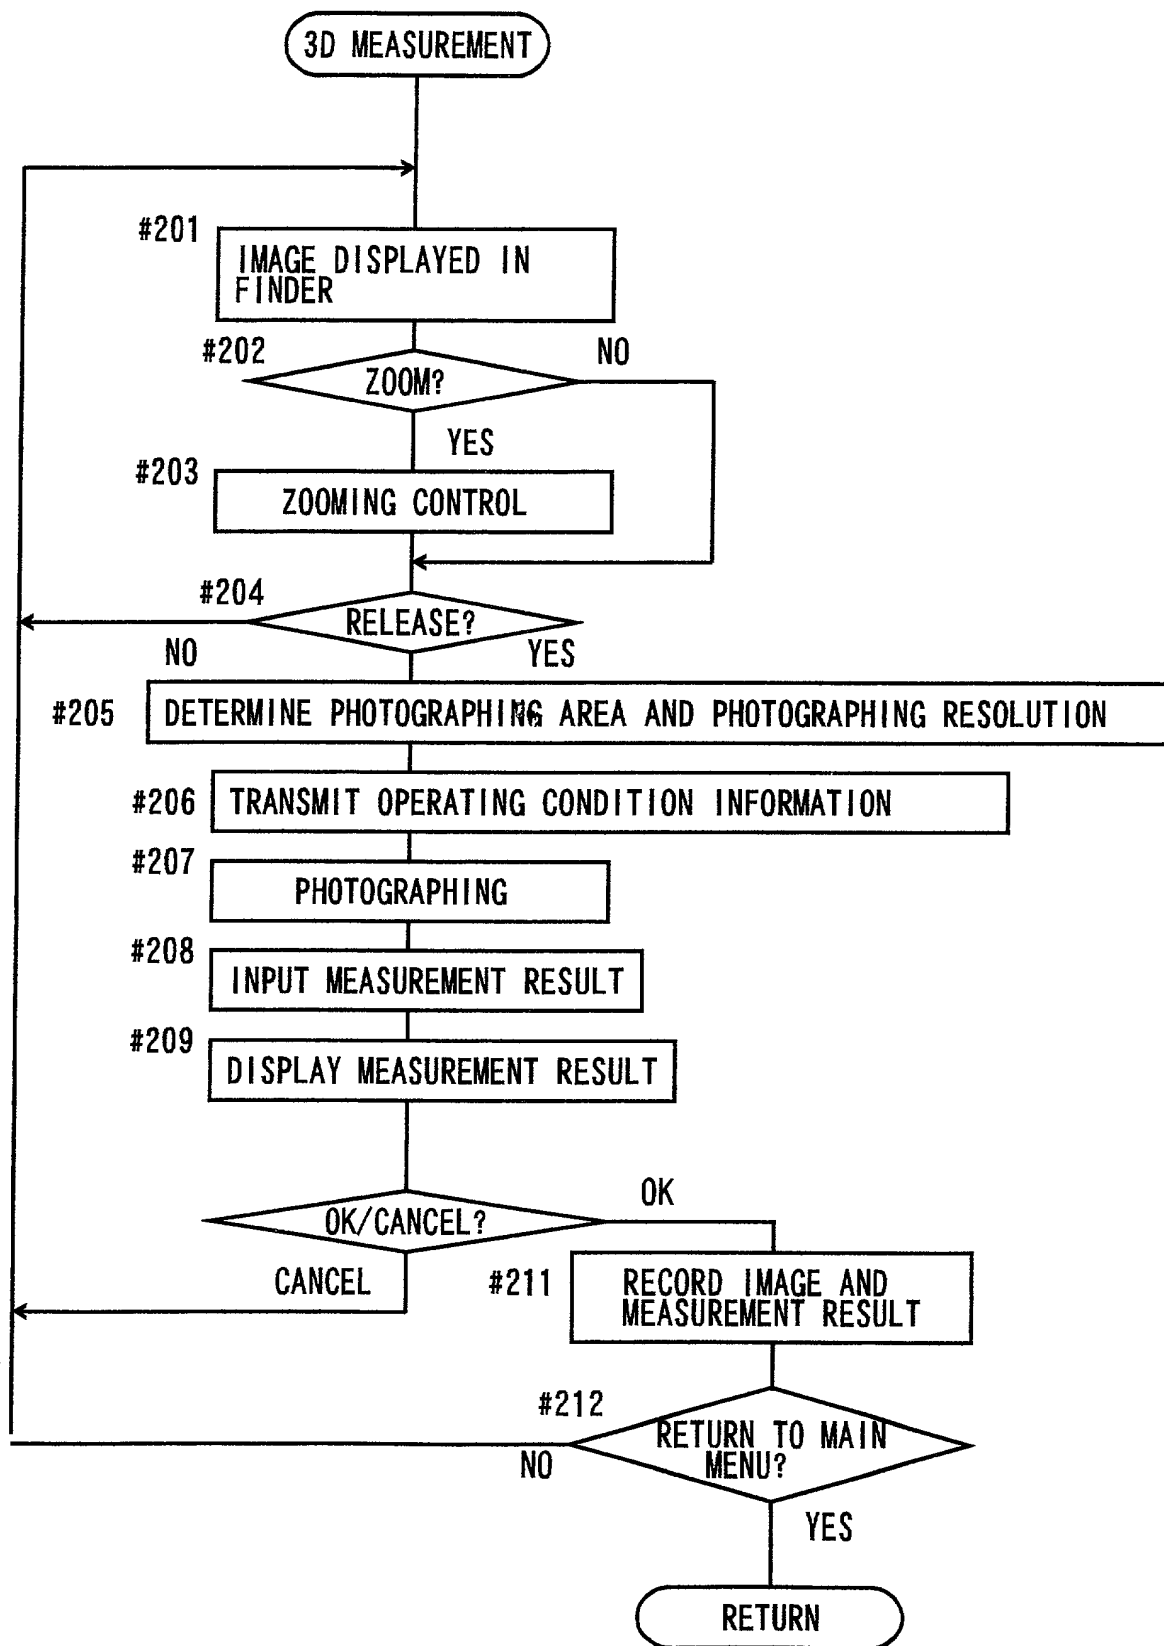 3D MEASUREMENT
#201
IMAGE DISPLAYED IN
FINDER
#202
NO
ZOOM?
YES
#203
ZOOMING CONTROL
#204
RELEASE?
NO
YES
#205
DETERMINE PHOTOGRAPHING AREA AND PHOTOGRAPHING RESOLUTION
#206
TRANSMIT OPERATING CONDITION INFORMATION
#207
PHOTOGRAPHING
#208
INPUT MEASUREMENT RESULT
#209
DISPLAY MEASUREMENT RESULT
OK
OK/CANCEL?
CANCEL
#211
RECORD IMAGE AND
MEASUREMENT RESULT
#212
RETURN TO MAIN
MENU?
NO
YES
RETURN